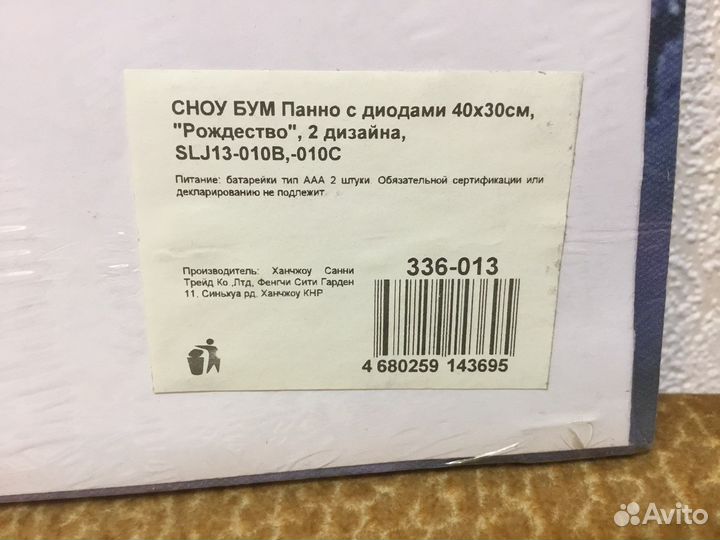 СНОУ БУМ Панно с диодами 40х30см,
"Рождество", 2 дизайна,
SLJ13-010B,-010C
Питание: батарейки тип ААА 2 штуки. Обязательной сертификации или
декларированию не подлежит.
Производитель: Ханчжоу Санни
Трейд Ко ,Лтд, Фенгчи Сити Гарден
11, Синьхуа рд, Ханчжоу КНР
336-013
4 680259 143695
Avito